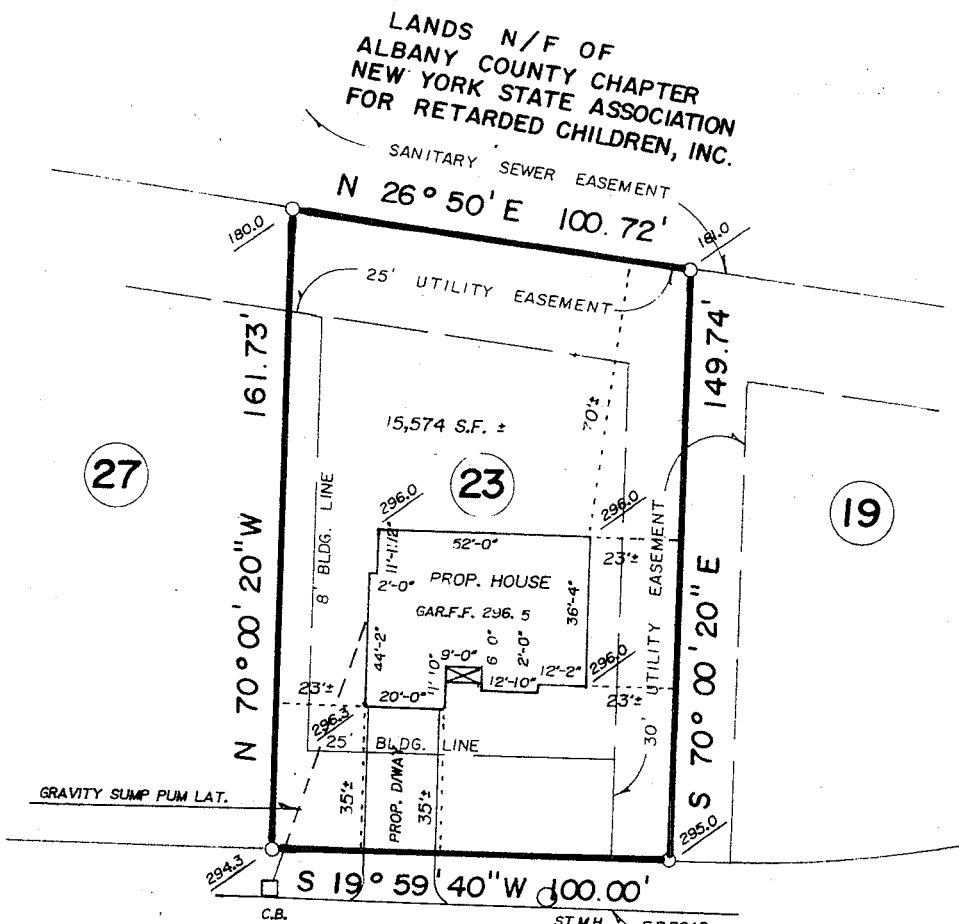 LANDS N/F OF
ALBANY COUNTY CHAPTER
NEW YORK STATE ASSOCIATION
FOR RETARDED CHILDREN, INC.
SANITARY SEWER EASEMENT
N 26° 50' E 100.72'
180.0
181.0
25' UTILITY EASEMENT
161.73'
149.74'
15,574 S.F. ±
70'±
27
23
19
8' BLDG. LINE
296.0
296.0
52'-0"
11'-11 1/2"
23'±
2'-0"
PROP. HOUSE
GAR.F.F. 296.5
36'-4"
44'-2"
9'-0"
6' 0"
2'-0"
11' 10"
12'-10"
12'-2"
296.0
20'-0"
23'±
23'±
296.3
25' BLDG. LINE
30' UTILITY EASEMENT
N 70° 00' 20" W
S 70° 00' 20" E
GRAVITY SUMP PUM LAT.
35'±
PROP. D/WAY
35'±
294.3
295.0
S 19° 59' 40" W 100.00'
C.B.
ST.M.H.